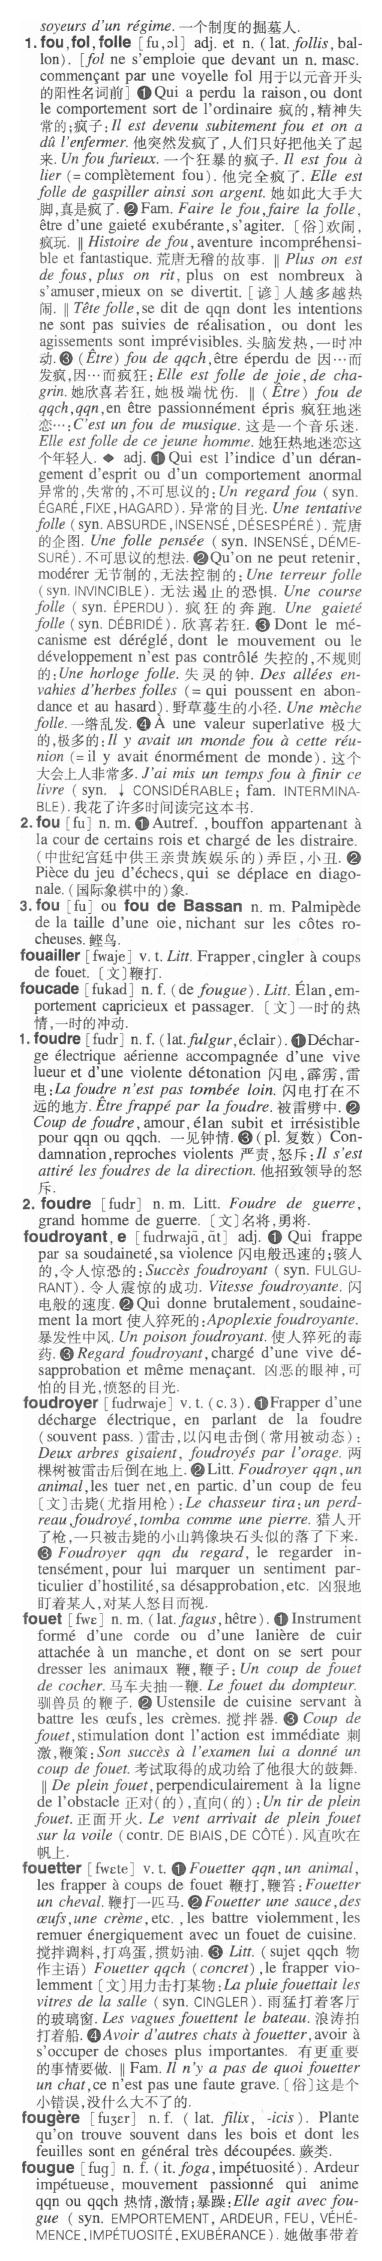 soyeurs d'un régime. 一个制度的掘墓人.
1. fou, fol, folle [fu,ɔl] adj. et n. (lat. follis, bal-
lon). [fol ne s'emploie que devant un n. masc.
commençant par une voyelle fol 用于以元音开头
的阳性名词前] ❶ Qui a perdu la raison, ou dont
le comportement sort de l'ordinaire 疯的,精神失
常的;疯子: Il est devenu subitement fou et on a
dû l'enfermer. 他突然发疯了,人们只好把他关了起
来. Un fou furieux. 一个狂暴的疯子. Il est fou à
lier (= complètement fou). 他完全疯了. Elle est
folle de gaspiller ainsi son argent. 她如此大手大
脚,真是疯了. ❷ Fam. Faire le fou, faire la folle,
être d'une gaieté exubérante, s'agiter. [俗]欢闹,
疯玩. ‖ Histoire de fou, aventure incompréhensi-
ble et fantastique. 荒唐无稽的故事. ‖ Plus on est
de fous, plus on rit, plus on est nombreux à
s'amuser, mieux on se divertit. [谚]人越多越热
闹. ‖ Tête folle, se dit de qqn dont les intentions
ne sont pas suivies de réalisation, ou dont les
agissements sont imprévisibles. 头脑发热,一时冲
动. ❸ (Être) fou de qqch, être éperdu de 因…而
发疯,因…而疯狂: Elle est folle de joie, de cha-
grin. 她欣喜若狂, 她极端忧伤. ‖ (Être) fou de
qqch, qqn, en être passionnément épris 疯狂地迷
恋…: C'est un fou de musique. 这是一个音乐迷.
Elle est folle de ce jeune homme. 她狂热地迷恋这
个年轻人. ◆ adj. ❶ Qui est l'indice d'un déran-
gement d'esprit ou d'un comportement anormal
异常的,失常的,不可思议的: Un regard fou (syn.
ÉGARÉ, FIXE, HAGARD). 异常的目光. Une tentative
folle (syn. ABSURDE, INSENSÉ, DÉSESPÉRÉ). 荒唐
的企图. Une folle pensée (syn. INSENSÉ, DÉME-
SURÉ). 不可思议的想法. ❷ Qu'on ne peut retenir,
modérer 无节制的,无法控制的: Une terreur folle
(syn. INVINCIBLE). 无法遏止的恐惧. Une course
folle (syn. ÉPERDU). 疯狂的奔跑. Une gaieté
folle (syn. DÉBRIDÉ). 欣喜若狂. ❸ Dont le mé-
canisme est déréglé, dont le mouvement ou le
développement n'est pas contrôlé 失控的,不规则
的: Une horloge folle. 失灵的钟. Des allées en-
vahies d'herbes folles (= qui poussent en abon-
dance et au hasard). 野草蔓生的小径. Une mèche
folle. 一绺乱发. ❹ A une valeur superlative 极大
的,极多的: Il y avait un monde fou à cette réu-
nion (= il y avait énormément de monde). 这个
大会上人非常多. J'ai mis un temps fou à finir ce
livre (syn. ↓ CONSIDÉRABLE; fam. INTERMINA-
BLE). 我花了许多时间读完这本书.
2. fou [fu] n. m. ❶ Autref., bouffon appartenant à
la cour de certains rois et chargé de les distraire.
(中世纪宫廷中供王亲贵族娱乐的)弄臣,小丑. ❷
Pièce du jeu d'échecs, qui se déplace en diago-
nale. (国际象棋中的)象.
3. fou [fu] ou fou de Bassan n. m. Palmipède
de la taille d'une oie, nichant sur les côtes ro-
cheuses. 鲣鸟.
fouailler [fwaje] v. t. Litt. Frapper, cingler à coups
de fouet. [文]鞭打.
foucade [fukad] n. f. (de fougue). Litt. Élan, em-
portement capricieux et passager. [文]一时的热
情,一时的冲动.
1. foudre [fudr] n. f. (lat. fulgur, éclair). ❶ Déchar-
ge électrique aérienne accompagnée d'une vive
lueur et d'une violente détonation 闪电,霹雳,雷
电: La foudre n'est pas tombée loin. 闪电打在不
远的地方. Être frappé par la foudre. 被雷劈中. ❷
Coup de foudre, amour, élan subit et irrésistible
pour qqn ou qqch. 一见钟情. ❸ (pl. 复数) Con-
damnation, reproches violents 严责,怒斥: Il s'est
attiré les foudres de la direction. 他招致领导的怒
斥.
2. foudre [fudr] n. m. Litt. Foudre de guerre,
grand homme de guerre. [文]名将,勇将.
foudroyant, e [fudrwajã, ãt] adj. ❶ Qui frappe
par sa soudaineté, sa violence 闪电般迅速的;骇人
的,令人惊恐的: Succès foudroyant (syn. FULGU-
RANT). 令人震惊的成功. Vitesse foudroyante. 闪
电般的速度. ❷ Qui donne brutalement, soudaine-
ment la mort 使人猝死的: Apoplexie foudroyante.
暴发性中风. Un poison foudroyant. 使人猝死的毒
药. ❸ Regard foudroyant, chargé d'une vive dé-
sapprobation et même menaçant. 凶恶的眼神,可
怕的目光,愤怒的目光.
foudroyer [fudrwaje] v. t. (c. 3). ❶ Frapper d'une
décharge électrique, en parlant de la foudre
(souvent pass.) 雷击,以闪电击倒(常用被动态):
Deux arbres gisaient, foudroyés par l'orage. 两
棵树被雷击后倒在地上. ❷ Litt. Foudroyer qqn, un
animal, les tuer net, en partic. d'un coup de feu
[文]击毙(尤指用枪): Le chasseur tira: un perd-
reau, foudroyé, tomba comme une pierre. 猎人开
了枪,一只被击毙的小山鹑像块石头似的落了下来.
❸ Foudroyer qqn du regard, le regarder in-
tensément, pour lui marquer un sentiment par-
ticulier d'hostilité, sa désapprobation, etc. 凶狠地
盯着某人,对某人怒目而视.
fouet [fwɛ] n. m. (lat. fagus, hêtre). ❶ Instrument
formé d'une corde ou d'une lanière de cuir
attachée à un manche, et dont on se sert pour
dresser les animaux 鞭,鞭子: Un coup de fouet
de cocher. 马车夫抽一鞭. Le fouet du dompteur.
驯兽员的鞭子. ❷ Ustensile de cuisine servant à
battre les œufs, les crèmes. 搅拌器. ❸ Coup de
fouet, stimulation dont l'action est immédiate 刺
激,鞭策: Son succès à l'examen lui a donné un
coup de fouet. 考试取得的成功给了他很大的鼓舞.
‖ De plein fouet, perpendiculairement à la ligne
de l'obstacle 正对(的),直向(的): Un tir de plein
fouet. 正面开火. Le vent arrivait de plein fouet
sur la voile (contr. DE BIAIS, DE CÔTÉ). 风直吹在
帆上.
fouetter [fwɛte] v. t. ❶ Fouetter qqn, un animal,
les frapper à coups de fouet 鞭打,鞭笞: Fouetter
un cheval. 鞭打一匹马. ❷ Fouetter une sauce, des
œufs, une crème, etc., les battre violemment, les
remuer énergiquement avec un fouet de cuisine.
搅拌调料,打鸡蛋,掼奶油. ❸ Litt. (sujet qqch 物
作主语) Fouetter qqch (concret), le frapper vio-
lemment [文]用力击打某物: La pluie fouettait les
vitres de la salle (syn. CINGLER). 雨猛打着客厅
的玻璃窗. Les vagues fouettent le bateau. 浪涛拍
打着船. ❹ Avoir d'autres chats à fouetter, avoir à
s'occuper de choses plus importantes. 有更重要
的事情要做. ‖ Fam. Il n'y a pas de quoi fouetter
un chat, ce n'est pas une faute grave. [俗]这是个
小错误,没什么大不了的.
fougère [fuʒɛr] n. f. (lat. filix, -icis). Plante
qu'on trouve souvent dans les bois et dont les
feuilles sont en général très découpées. 蕨类.
fougue [fug] n. f. (it. foga, impétuosité). Ardeur
impétueuse, mouvement passionné qui anime
qqn ou qqch 热情,激情;暴躁: Elle agit avec fou-
gue (syn. EMPORTEMENT, ARDEUR, FEU, VÉHÉ-
MENCE, IMPÉTUOSITÉ, EXUBÉRANCE). 她做事带着